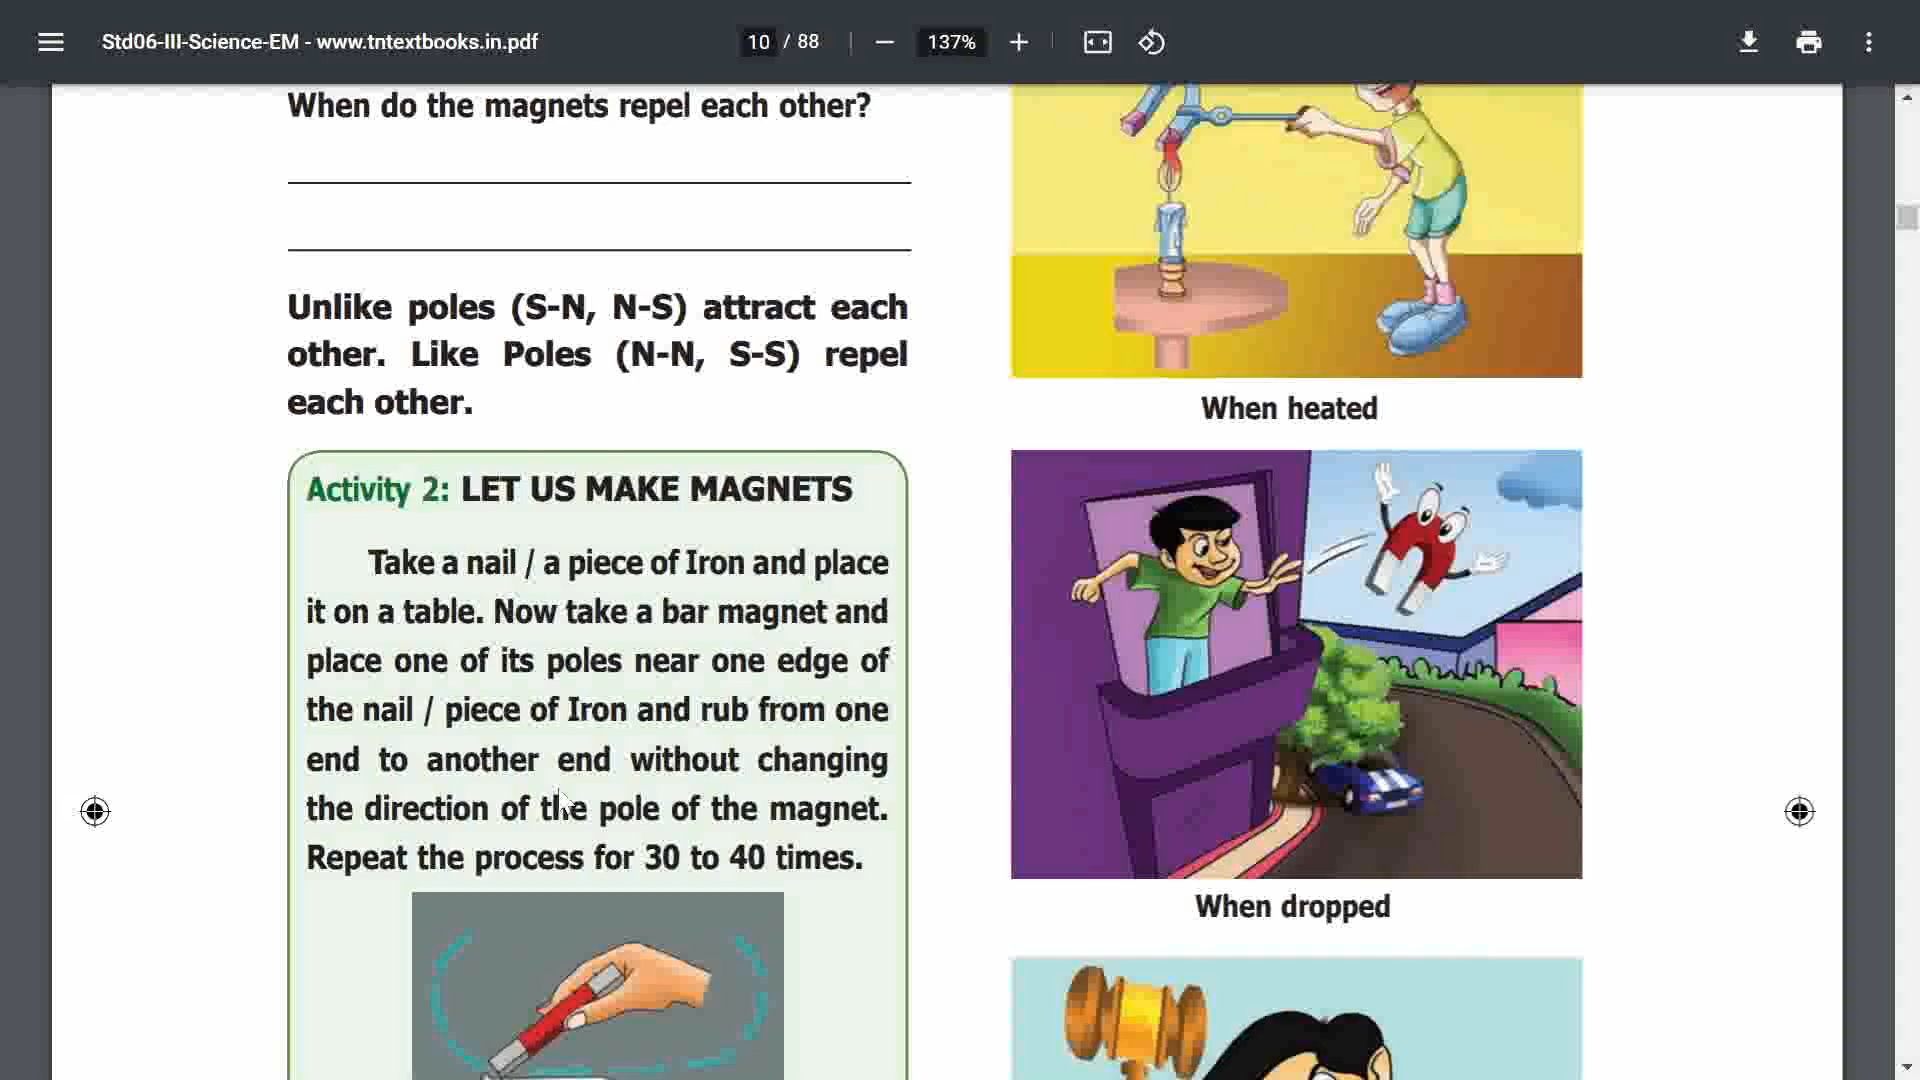 Std06-III-Science-EM - www.tntextbooks.in.pdf
10 / 88
137%
When do the magnets repel each other?
Unlike poles (S-N, N-S) attract each
other. Like Poles (N-N, S-S) repel
each other.
Activity 2: LET US MAKE MAGNETS
Take a nail / a piece of Iron and place
it on a table. Now take a bar magnet and
place one of its poles near one edge of
the nail / piece of Iron and rub from one
end to another end without changing
the direction of the pole of the magnet.
Repeat the process for 30 to 40 times.
When heated
When dropped